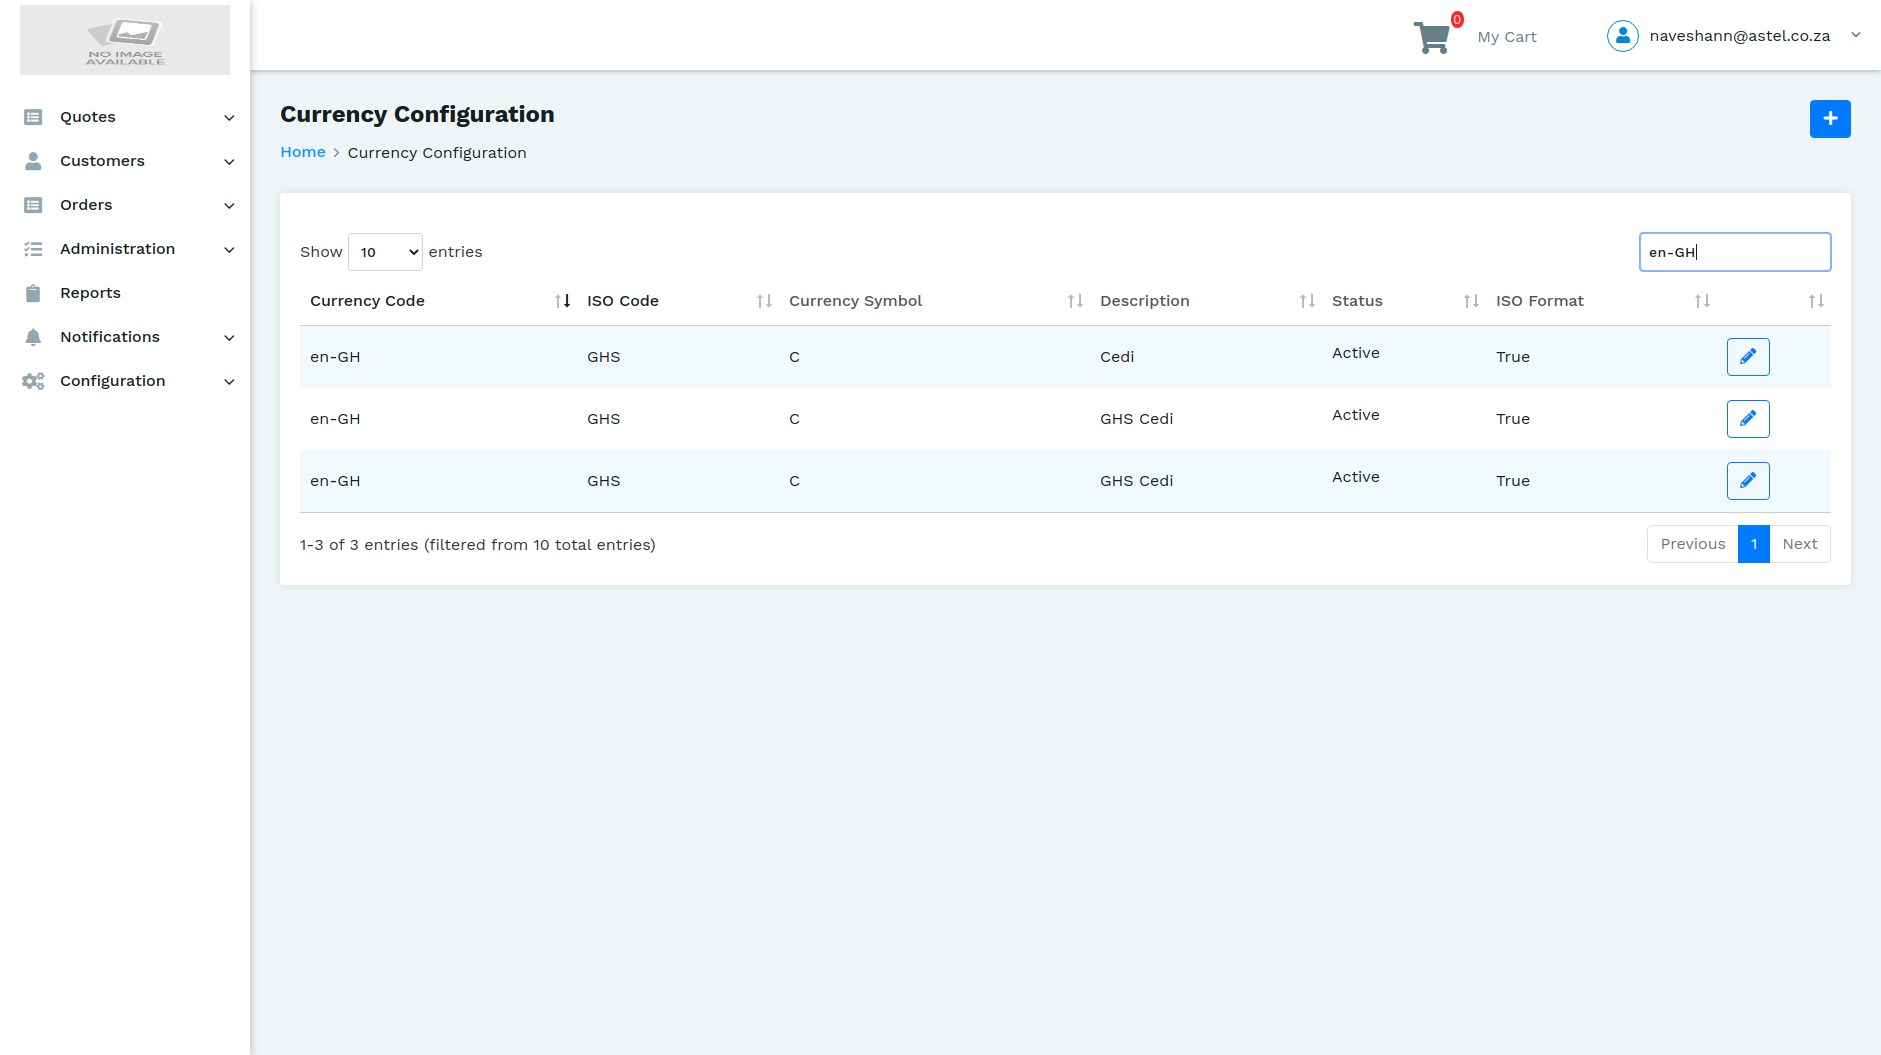 NO IMAGE
AVAILABLE
0
My Cart
naveshann@astel.co.za
Quotes
Customers
Orders
Administration
Reports
Notifications
Configuration
Currency Configuration
Home > Currency Configuration
Show 10 entries
en-GH
Currency Code ISO Code Currency Symbol Description Status ISO Format
en-GH GHS C Cedi Active True
en-GH GHS C GHS Cedi Active True
en-GH GHS C GHS Cedi Active True
1-3 of 3 entries (filtered from 10 total entries)
Previous 1 Next